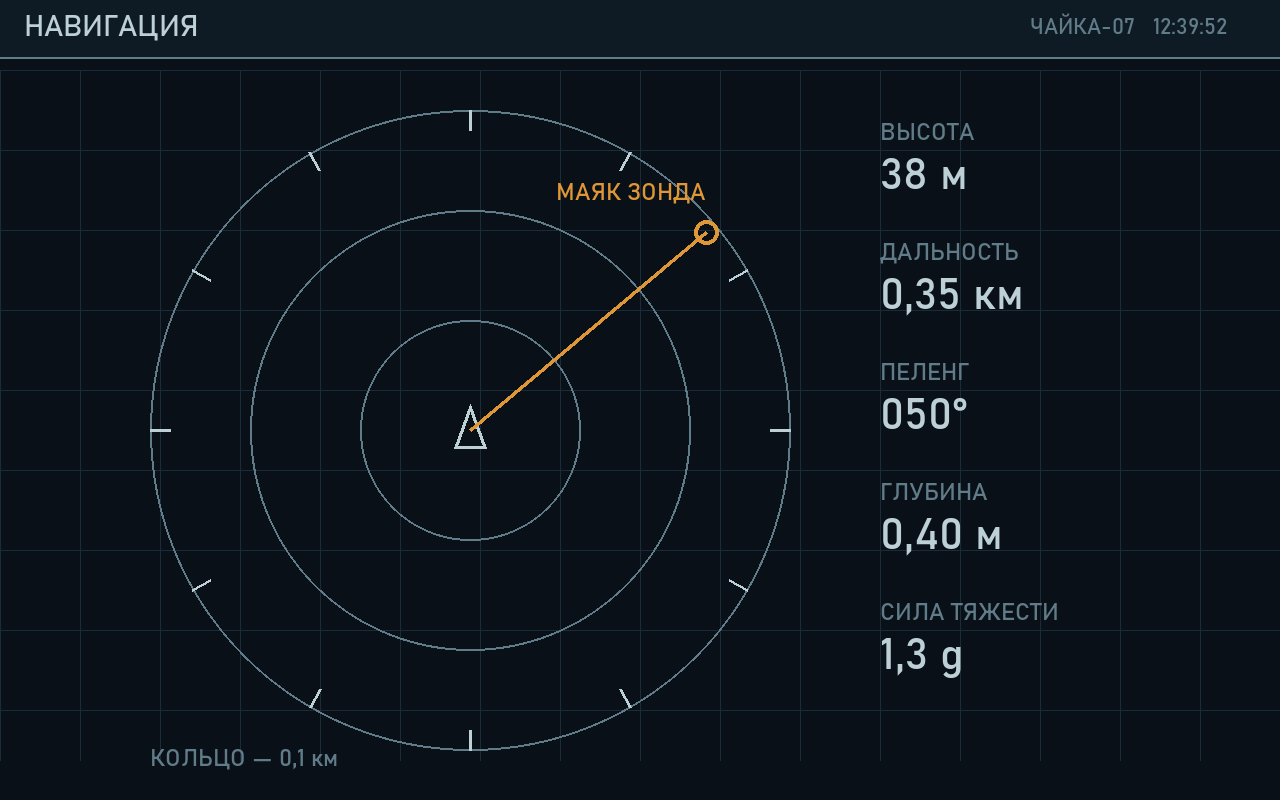 НАВИГАЦИЯ
ЧАЙКА-07 12:39:52
МАЯК ЗОНДА
ВЫСОТА
38 м
ДАЛЬНОСТЬ
0,35 км
ПЕЛЕНГ
050°
ГЛУБИНА
0,40 м
СИЛА ТЯЖЕСТИ
1,3 g
КОЛЬЦО — 0,1 км